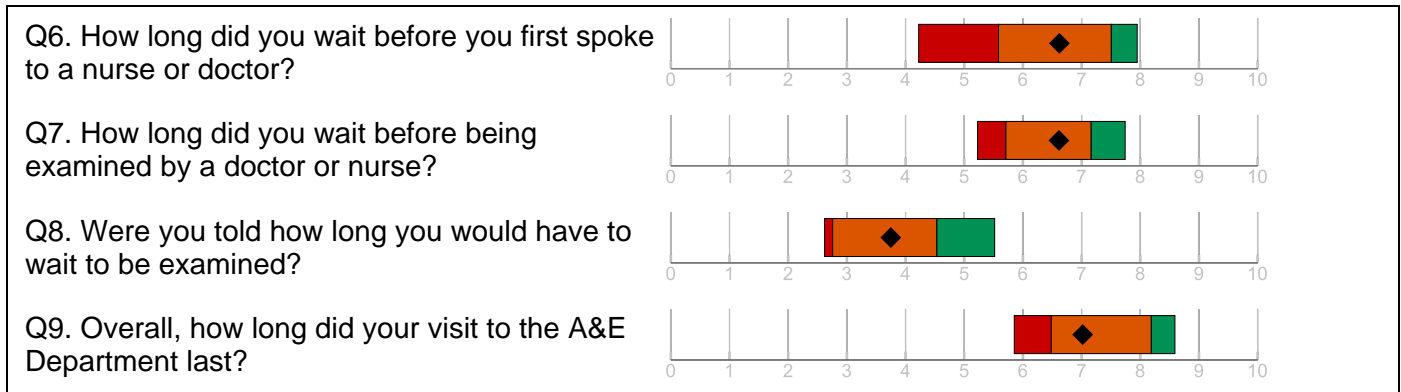 Q6. How long did you wait before you first spoke
to a nurse or doctor?
0 1 2 3 4 5 6 7 8 9 10
Q7. How long did you wait before being
examined by a doctor or nurse?
0 1 2 3 4 5 6 7 8 9 10
Q8. Were you told how long you would have to
wait to be examined?
0 1 2 3 4 5 6 7 8 9 10
Q9. Overall, how long did your visit to the A&E
Department last?
0 1 2 3 4 5 6 7 8 9 10